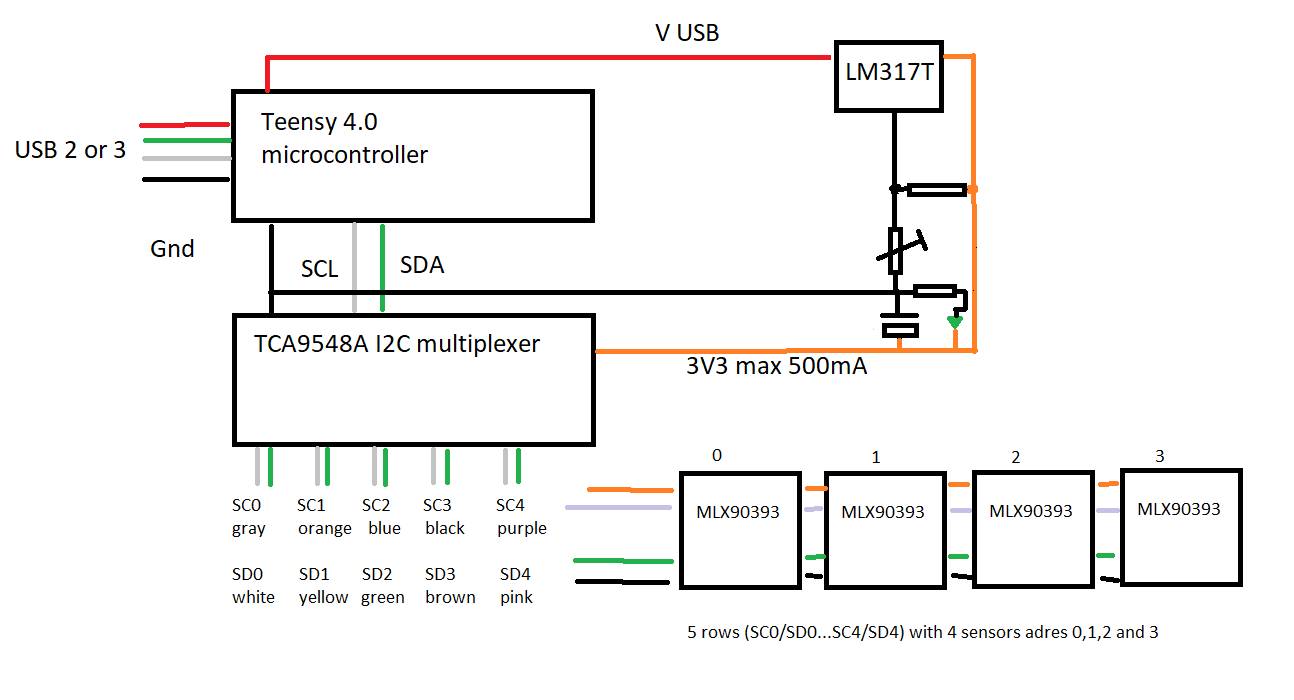 V USB
LM317T
Teensy 4.0
microcontroller
USB 2 or 3
Gnd
SCL
SDA
TCA9548A I2C multiplexer
3V3 max 500mA
0
1
2
3
MLX90393
MLX90393
MLX90393
MLX90393
SC0
gray
SC1
orange
SC2
blue
SC3
black
SC4
purple
SD0
white
SD1
yellow
SD2
green
SD3
brown
SD4
pink
5 rows (SC0/SD0...SC4/SD4) with 4 sensors adres 0,1,2 and 3